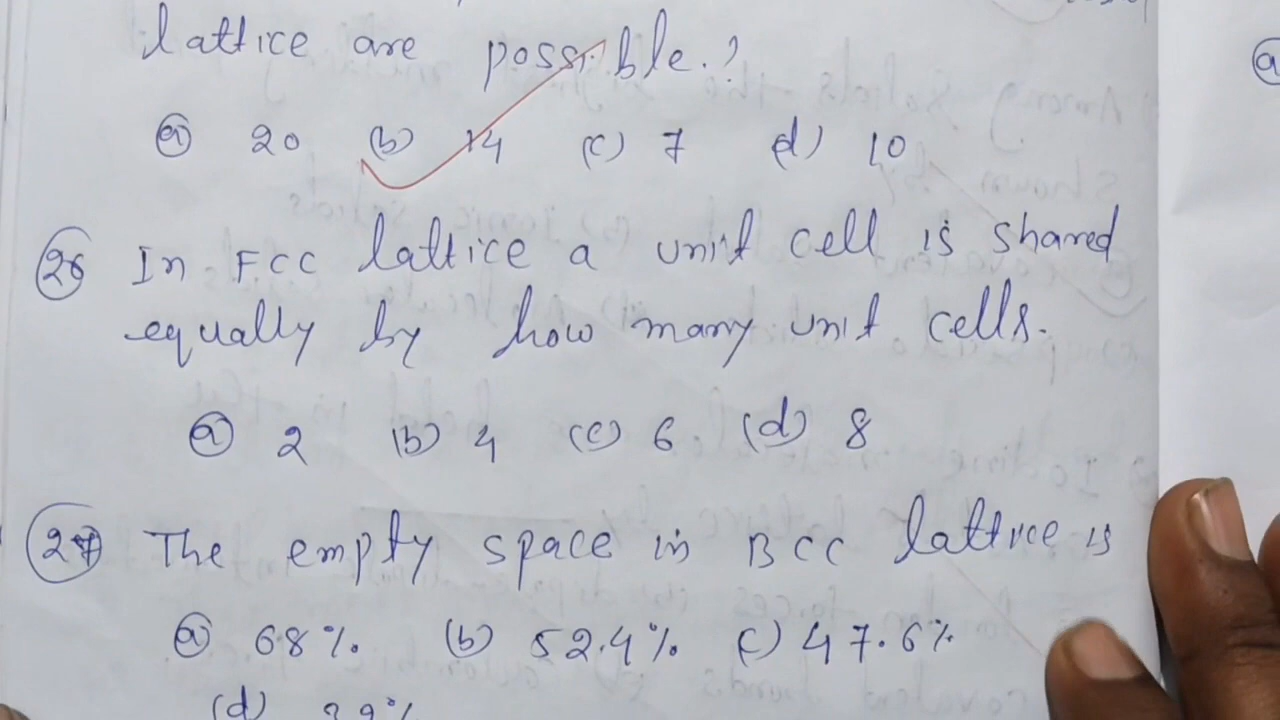 lattice are possible.?
(a) 20 (b) 14 (c) 7 (d) 10
(26) In FCC lattice a unit cell is shared
equally by how many unit cells.
(a) 2 (b) 4 (c) 6 (d) 8
(27) The empty space in BCC lattice is
(a) 68%. (b) 52.4%. (c) 47.6%.
(d)